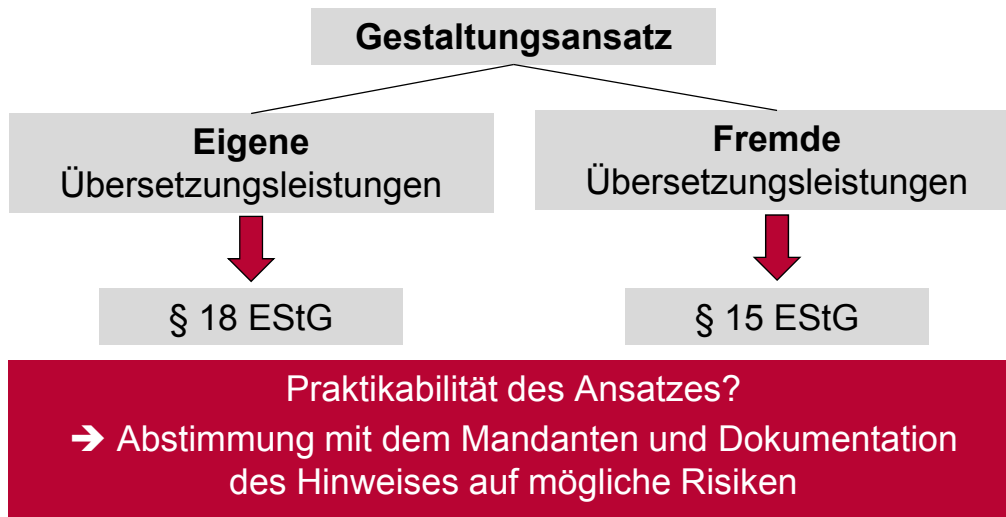 Gestaltungsansatz
Eigene
Übersetzungsleistungen
Fremde
Übersetzungsleistungen
§ 18 EStG
§ 15 EStG
Praktikabilität des Ansatzes?
➔ Abstimmung mit dem Mandanten und Dokumentation
des Hinweises auf mögliche Risiken